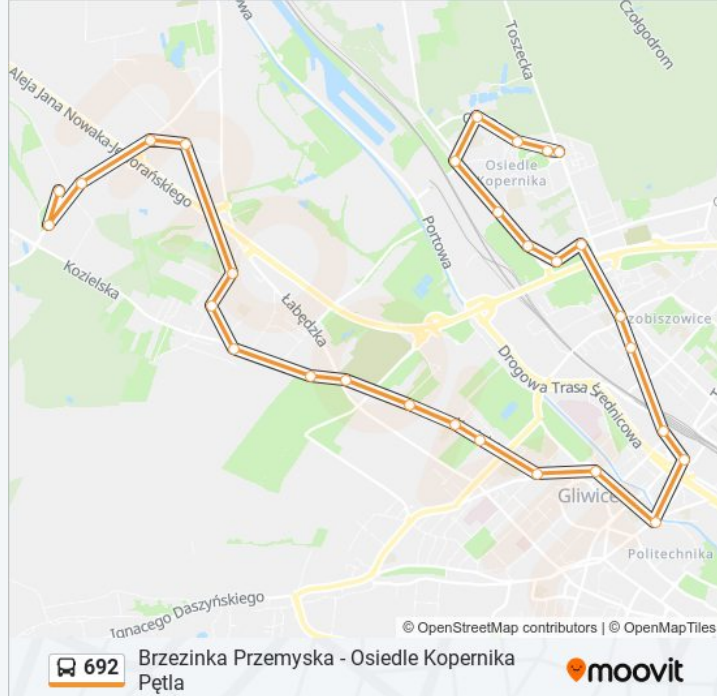 Czołgodrom
Toszecka
Aleja Jana Nowaka-Jeziorańskiego
Osiedle
Kopernika
Portowa
Kozielska
Łabędzka
Drogowa Trasa Średnicowa
Gliwice
Politechnika
Ignacego Daszyńskiego
© OpenStreetMap contributors | © OpenMapTiles
692
Brzezinka Przemyska - Osiedle Kopernika
Pętla
moovit